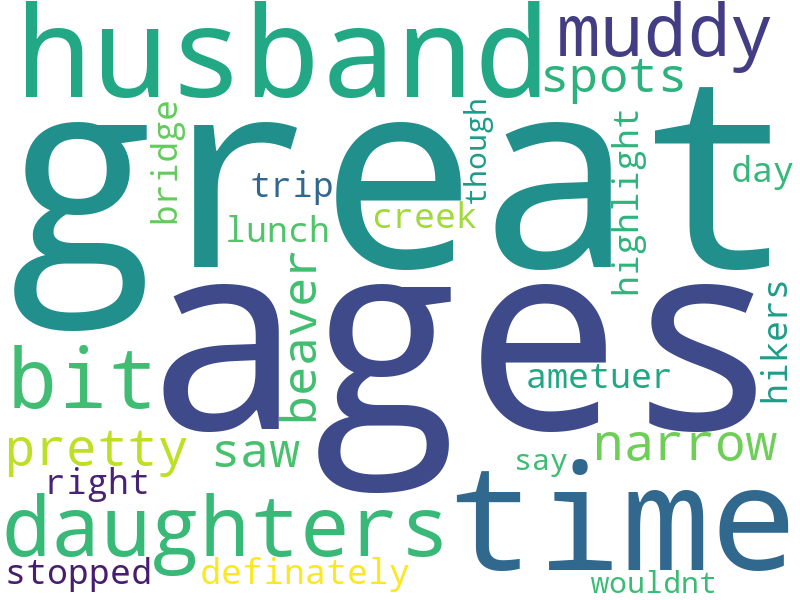 husband
muddy
spots
great
bridge
though
highlight
day
trip
lunch
creek
ages
beaver
hikers
bit
ametuer
pretty
saw
narrow
say
right
time
daughters
stopped
definately
wouldnt